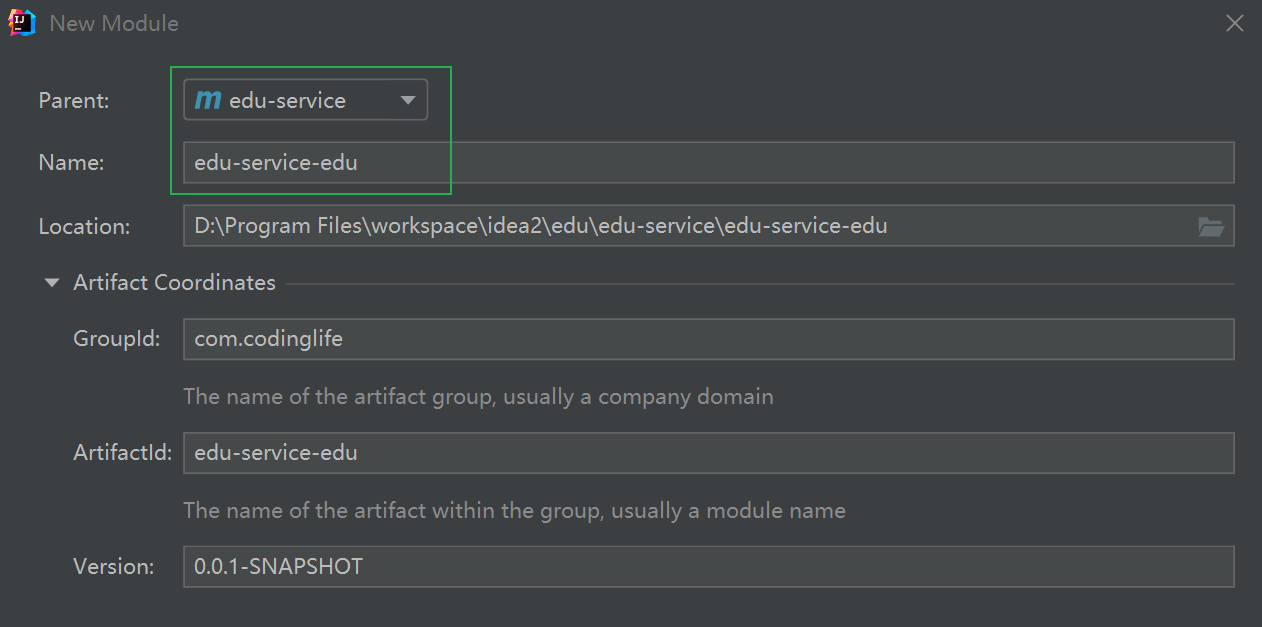 New Module
Parent: edu-service
Name: edu-service-edu
Location: D:\Program Files\workspace\idea2\edu\edu-service\edu-service-edu
Artifact Coordinates
GroupId: com.codinglife
The name of the artifact group, usually a company domain
ArtifactId: edu-service-edu
The name of the artifact within the group, usually a module name
Version: 0.0.1-SNAPSHOT